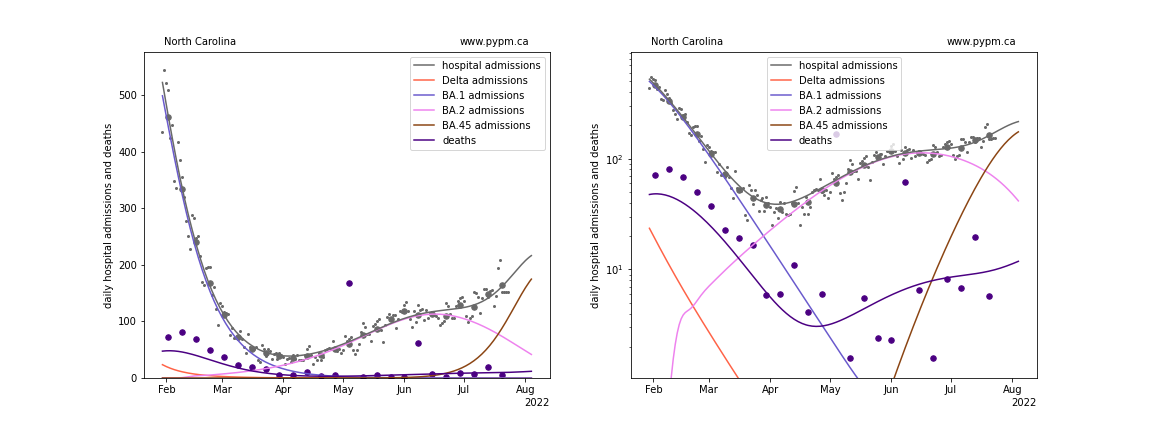 North Carolina www.pypm.ca
daily hospital admissions and deaths
500
400
300
200
100
0
hospital admissions
Delta admissions
BA.1 admissions
BA.2 admissions
BA.45 admissions
deaths
Feb Mar Apr May Jun Jul Aug
2022
North Carolina www.pypm.ca
daily hospital admissions and deaths
10²
10¹
hospital admissions
Delta admissions
BA.1 admissions
BA.2 admissions
BA.45 admissions
deaths
Feb Mar Apr May Jun Jul Aug
2022